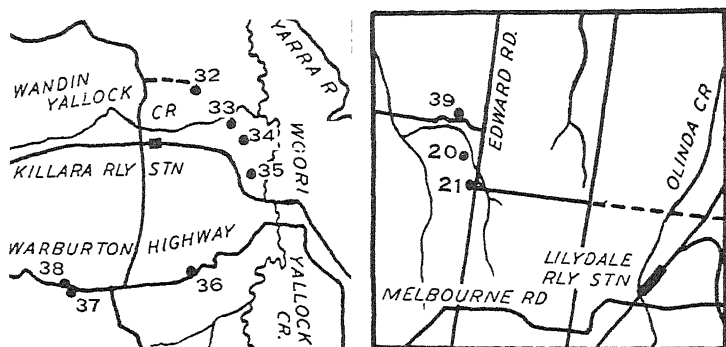 YARRA R
WANDIN
YALLOCK
CR
32
33
34
35
WOORI
KILLARA RLY STN
WARBURTON HIGHWAY
38
37
36
YALLOCK
CR.
EDWARD RD.
OLINDA CR
39
20
21
LILYDALE
RLY STN
MELBOURNE RD